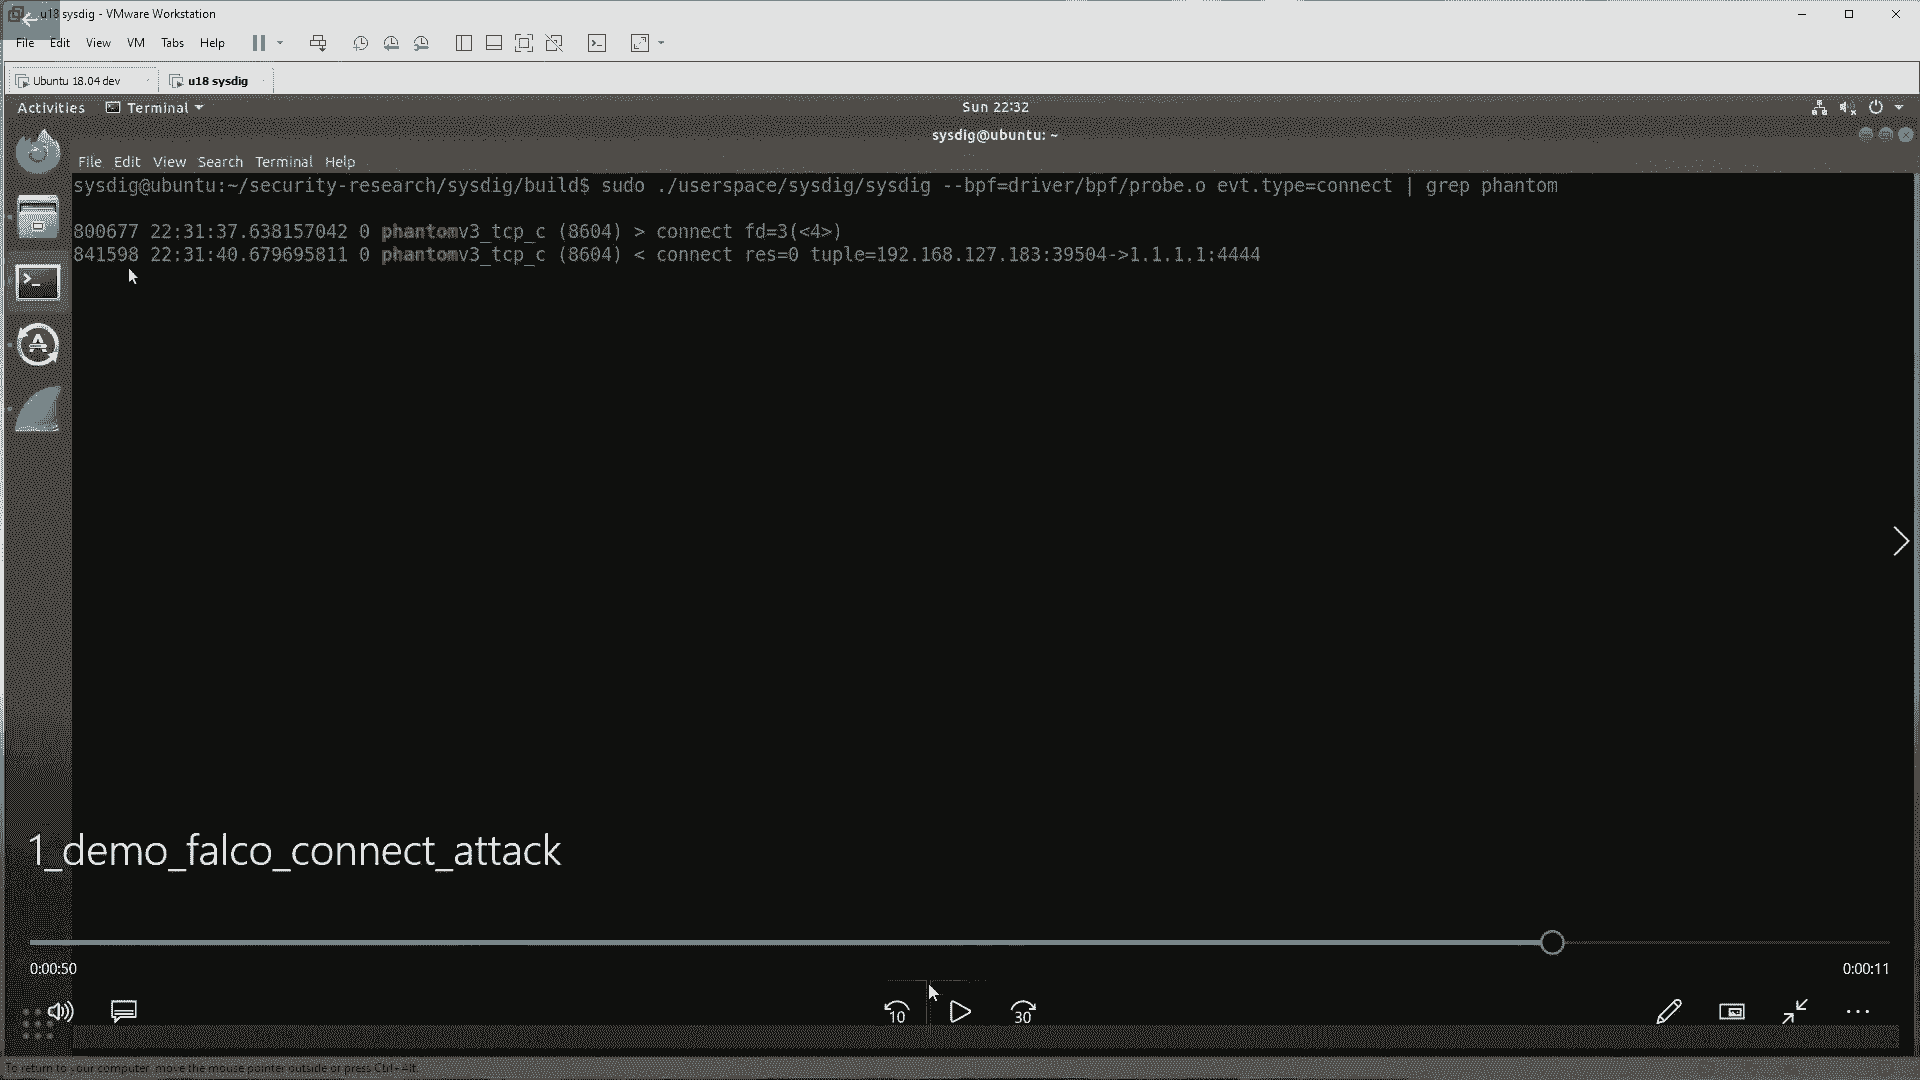 u18 sysdig - VMware Workstation
File Edit View VM Tabs Help
Ubuntu 18.04 dev
u18 sysdig
Activities Terminal Sun 22:32
sysdig@ubuntu: ~
File Edit View Search Terminal Help
sysdig@ubuntu:~/security-research/sysdig/build$ sudo ./userspace/sysdig/sysdig --bpf=driver/bpf/probe.o evt.type=connect | grep phantom
800677 22:31:37.638157042 0 phantomv3_tcp_c (8604) > connect fd=3(<4>)
841598 22:31:40.679695811 0 phantomv3_tcp_c (8604) < connect res=0 tuple=192.168.127.183:39504->1.1.1.1:4444
1_demo_falco_connect_attack
0:00:50 0:00:11
10 30
To return to your computer, move the mouse pointer outside or press Ctrl+Alt.